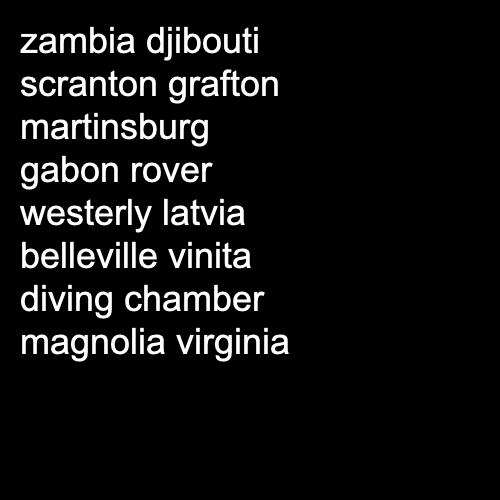 zambia djibouti
scranton grafton
martinsburg
gabon rover
westerly latvia
belleville vinita
diving chamber
magnolia virginia